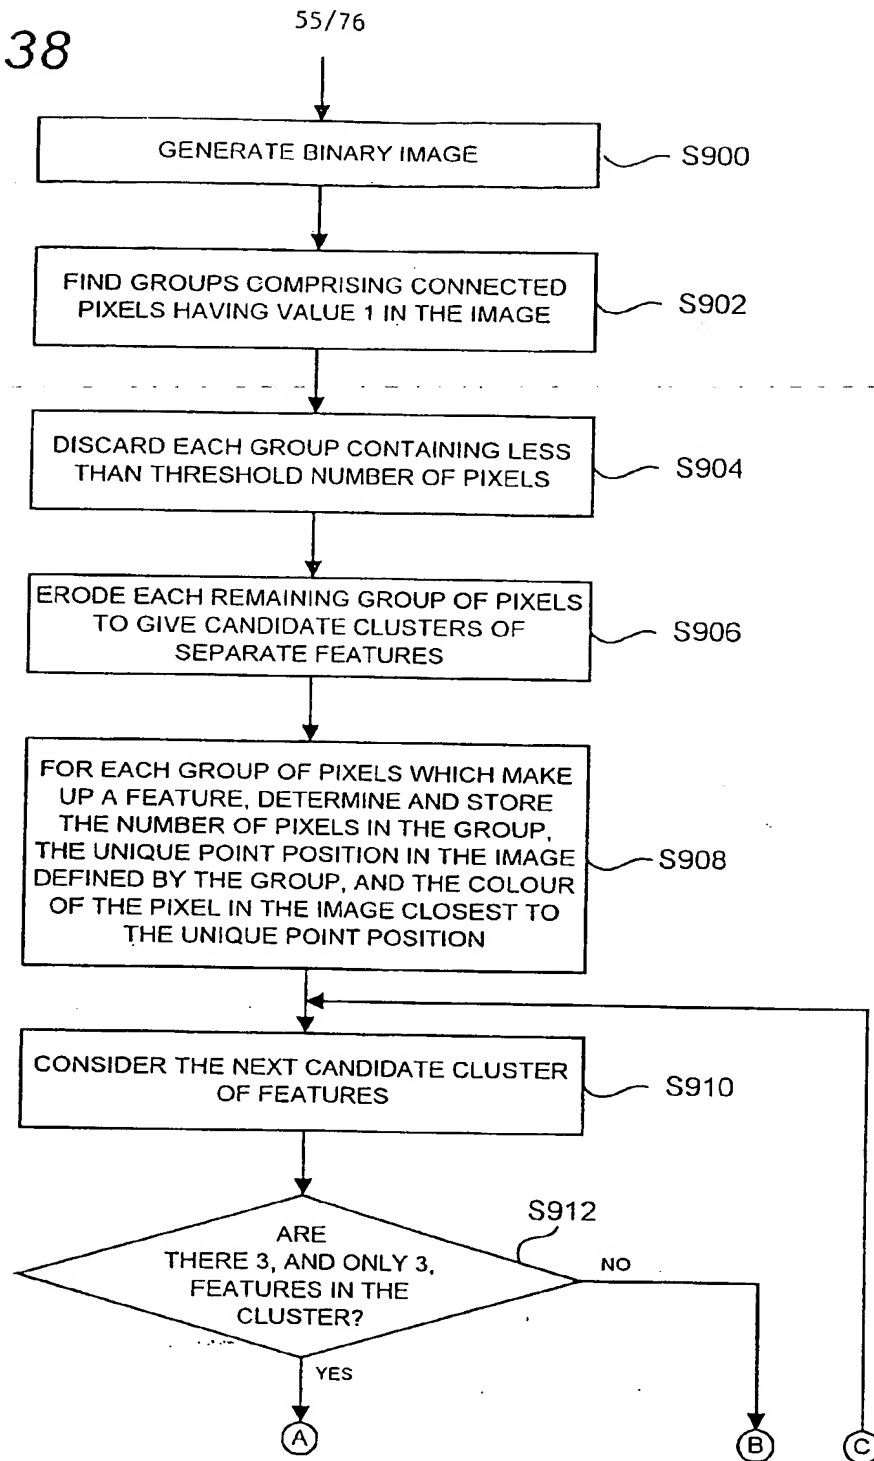 55/76
38
GENERATE BINARY IMAGE
S900
FIND GROUPS COMPRISING CONNECTED
PIXELS HAVING VALUE 1 IN THE IMAGE
S902
DISCARD EACH GROUP CONTAINING LESS
THAN THRESHOLD NUMBER OF PIXELS
S904
ERODE EACH REMAINING GROUP OF PIXELS
TO GIVE CANDIDATE CLUSTERS OF
SEPARATE FEATURES
S906
FOR EACH GROUP OF PIXELS WHICH MAKE
UP A FEATURE, DETERMINE AND STORE
THE NUMBER OF PIXELS IN THE GROUP,
THE UNIQUE POINT POSITION IN THE IMAGE
DEFINED BY THE GROUP, AND THE COLOUR
OF THE PIXEL IN THE IMAGE CLOSEST TO
THE UNIQUE POINT POSITION
S908
CONSIDER THE NEXT CANDIDATE CLUSTER
OF FEATURES
S910
S912
ARE
THERE 3, AND ONLY 3,
FEATURES IN THE
CLUSTER?
NO
YES
A
B
C